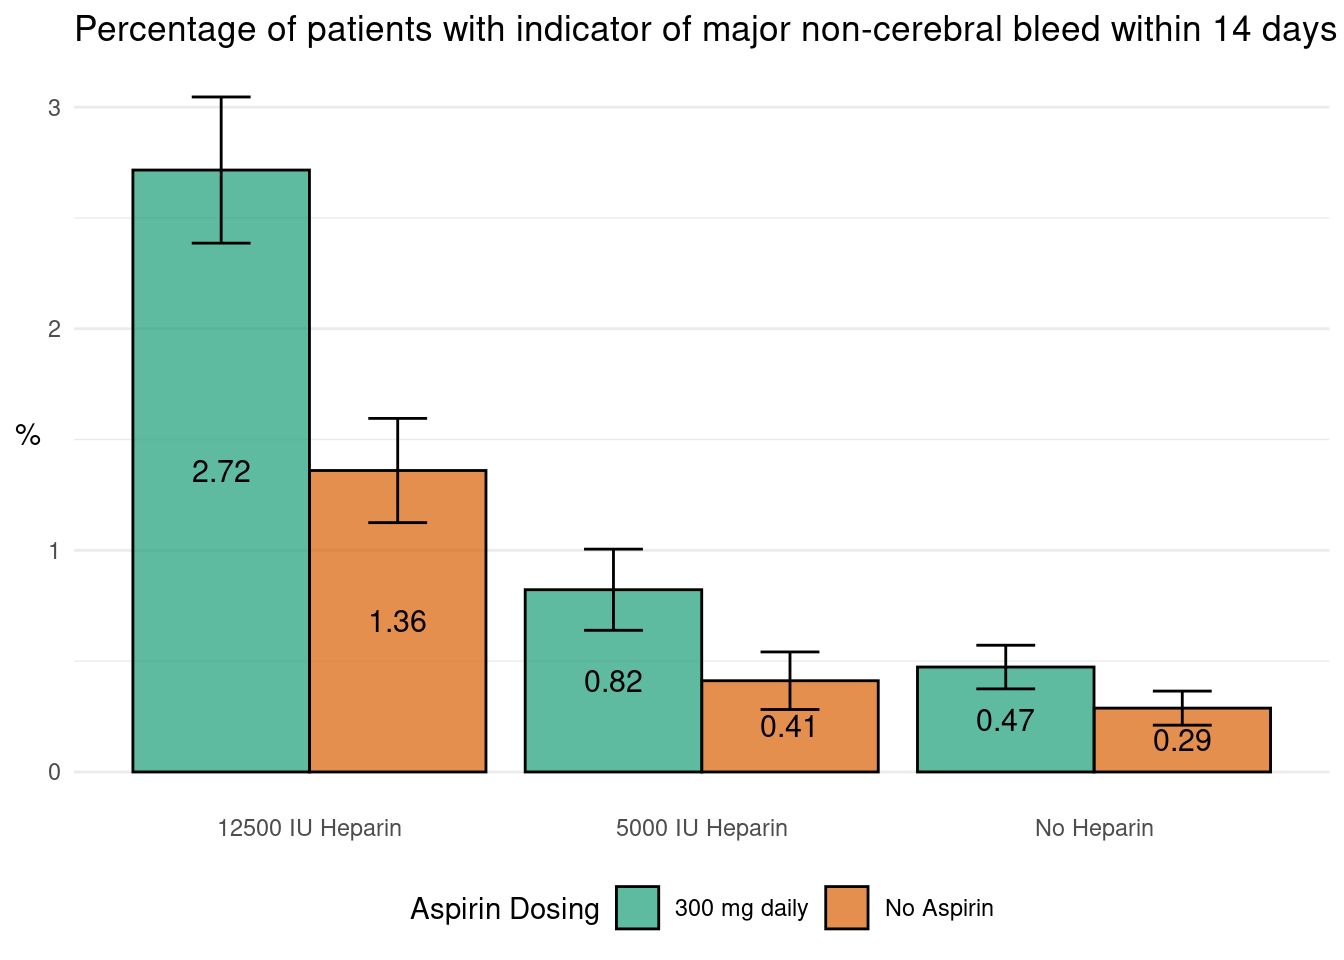 Percentage of patients with indicator of major non-cerebral bleed within 14 days
3
2
%
1
0
2.72
1.36
0.82
0.41
0.47
0.29
12500 IU Heparin
5000 IU Heparin
No Heparin
Aspirin Dosing 300 mg daily No Aspirin